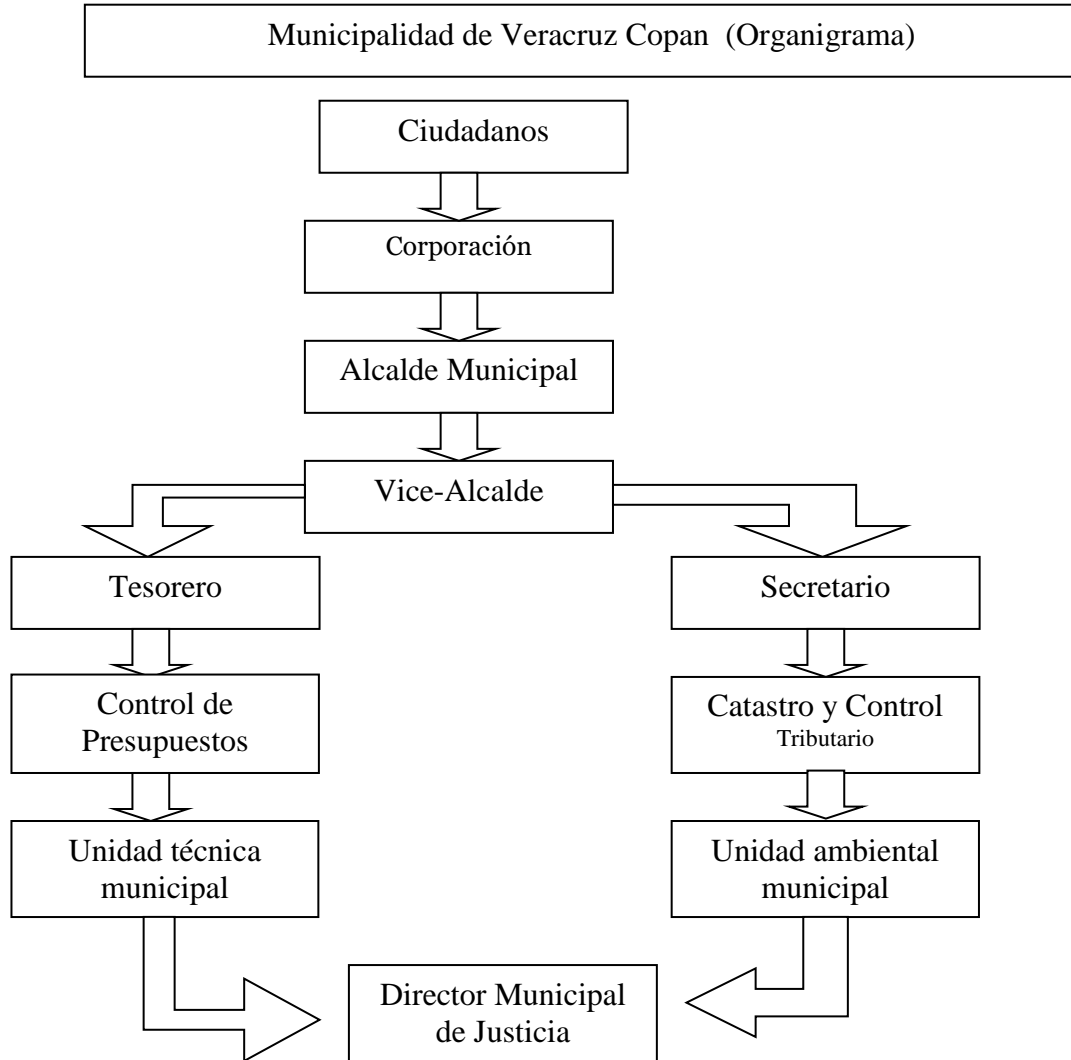 Municipalidad de Veracruz Copan (Organigrama)
Ciudadanos
Corporación
Alcalde Municipal
Vice-Alcalde
Tesorero
Secretario
Control de
Presupuestos
Catastro y Control
Tributario
Unidad técnica
municipal
Unidad ambiental
municipal
Director Municipal
de Justicia